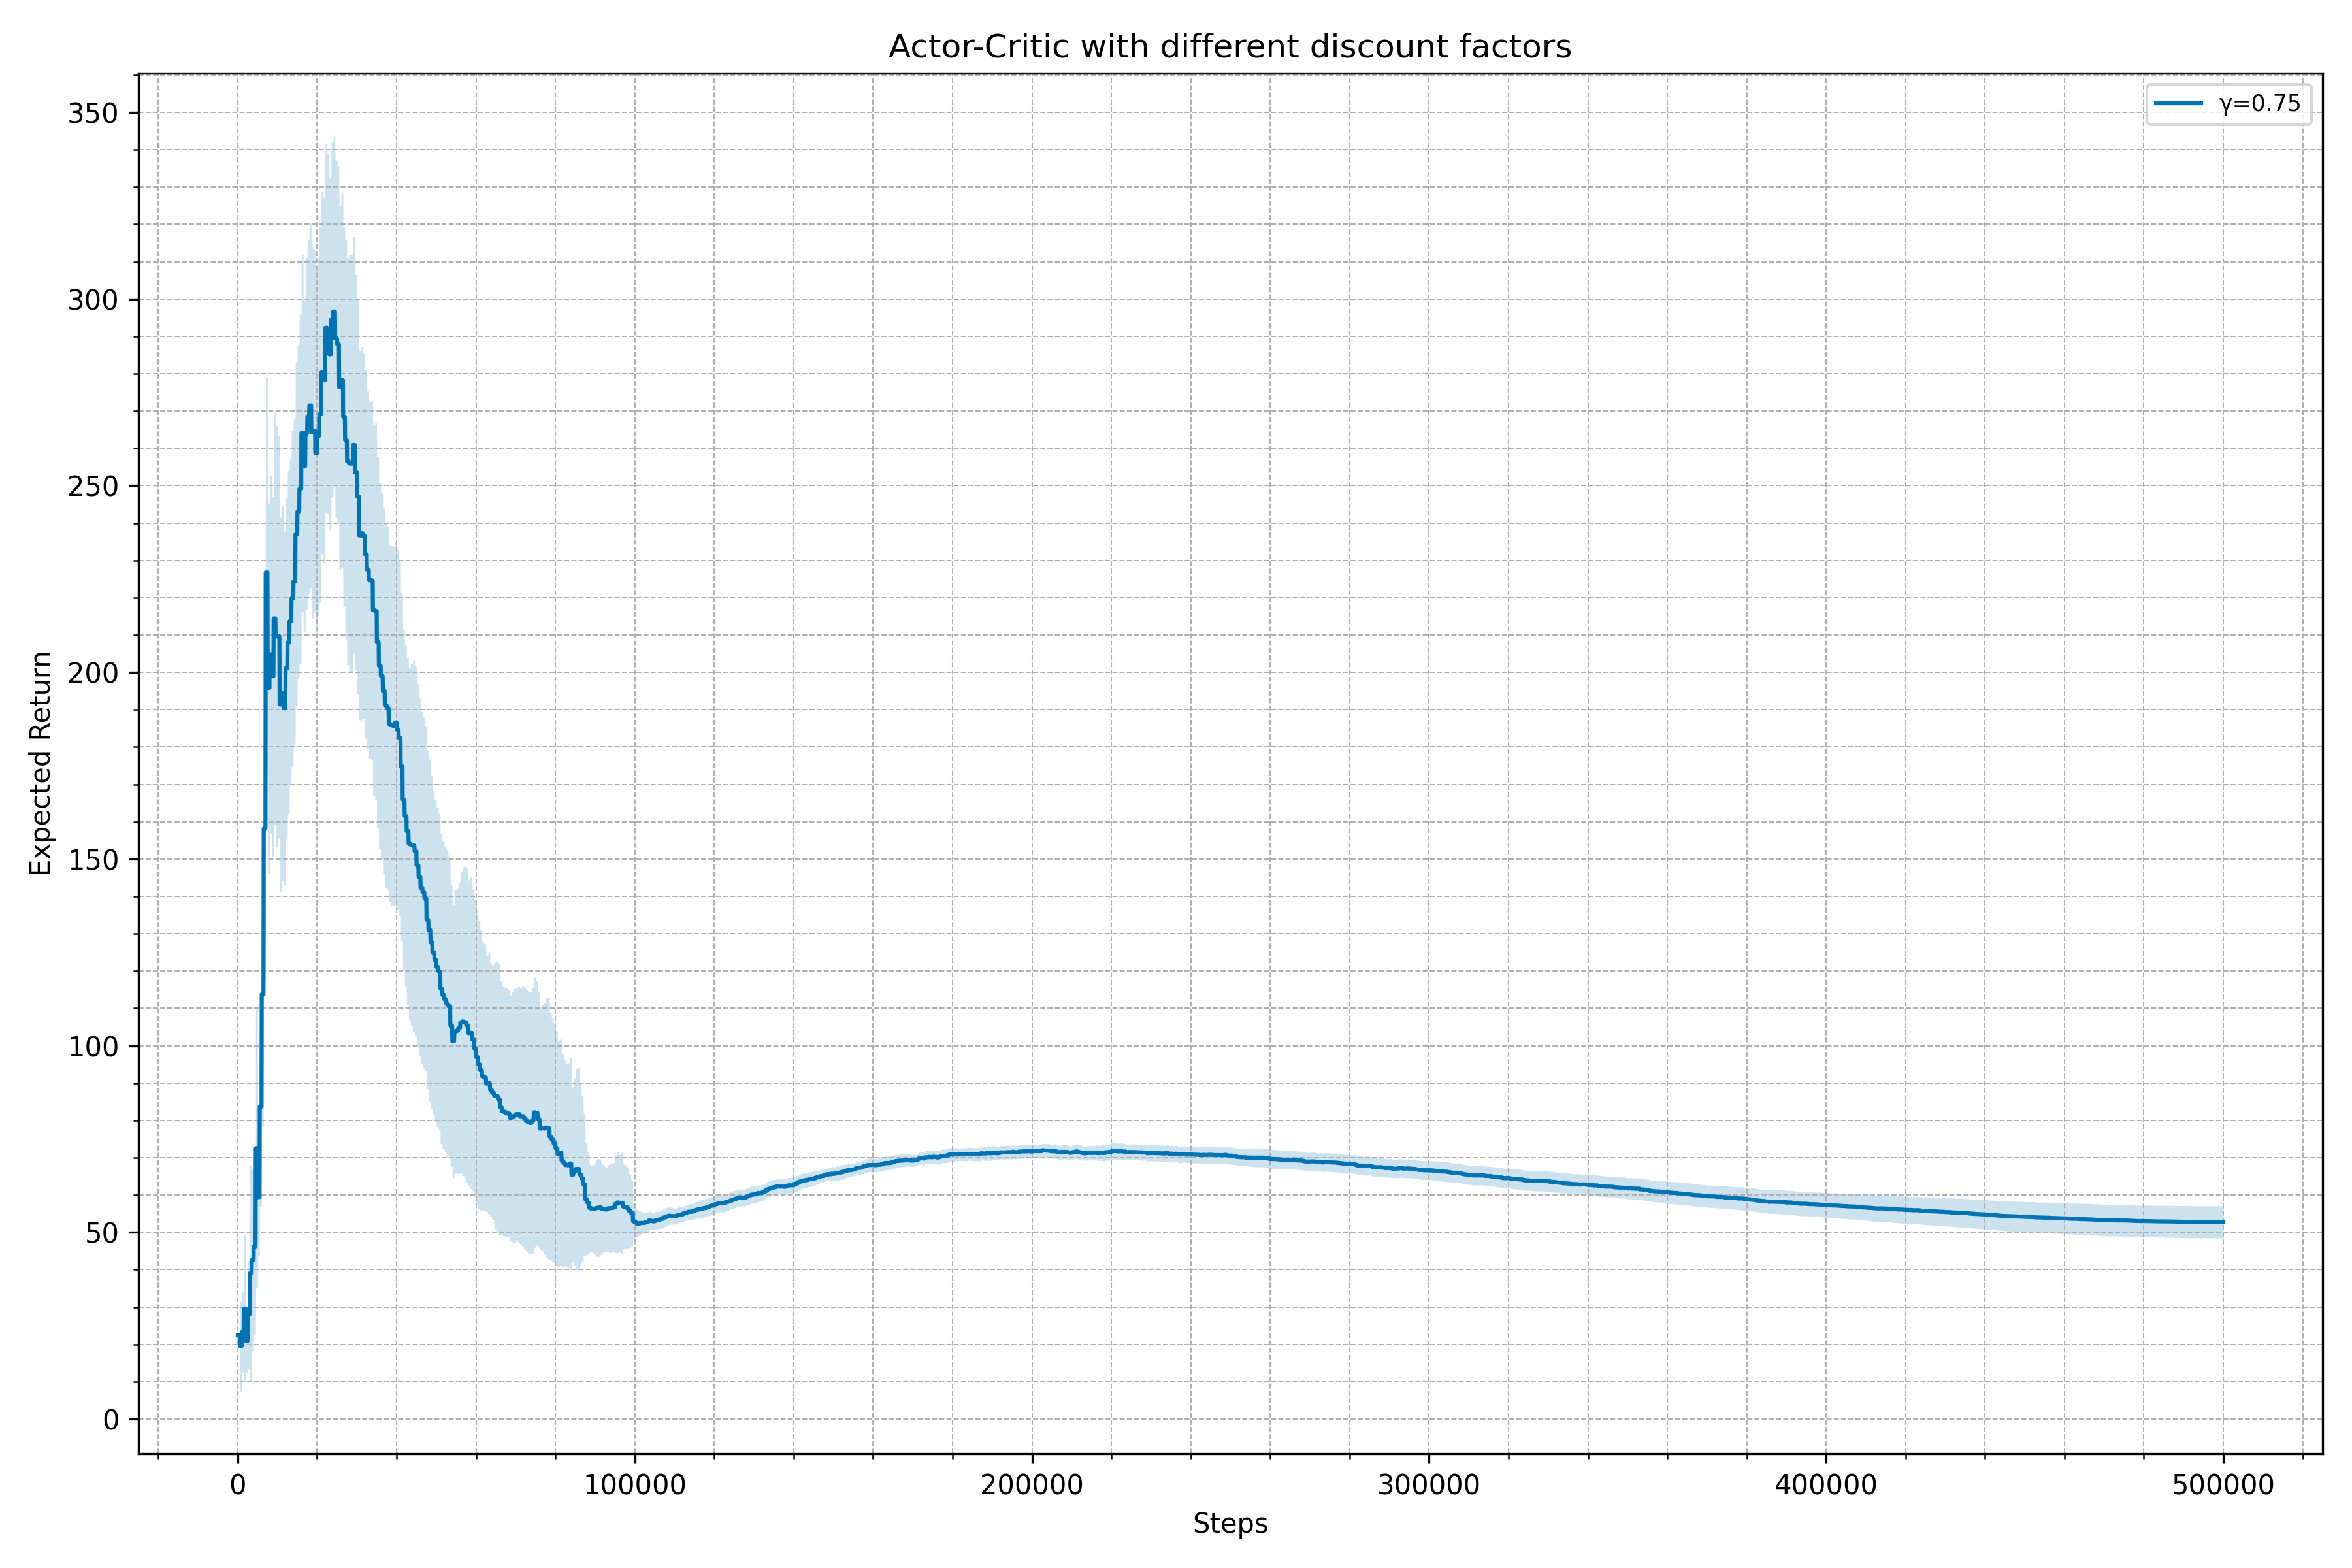 Actor-Critic with different discount factors
γ=0.75
350
300
250
200
150
100
50
0
Expected Return
0 100000 200000 300000 400000 500000
Steps